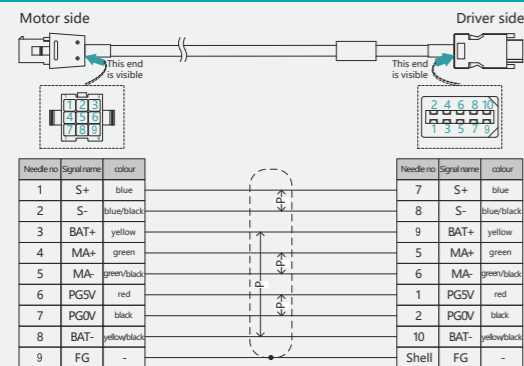 Motor side Driver side
This end is visible
This end is visible
1 2 3
4 5 6
7 8 9
2 4 6 8 10
1 3 5 7 9
Needle no Signal name colour Needle no Signal name colour
1 S+ blue P 7 S+ blue
2 S- blue/black 8 S- blue/black
3 BAT+ yellow 9 BAT+ yellow
4 MA+ green P 5 MA+ green
5 MA- green/black 6 MA- green/black
6 PG5V red P P 1 PG5V red
7 PG0V black 2 PG0V black
8 BAT- yellow/black 10 BAT- yellow/black
9 FG - Shell FG -